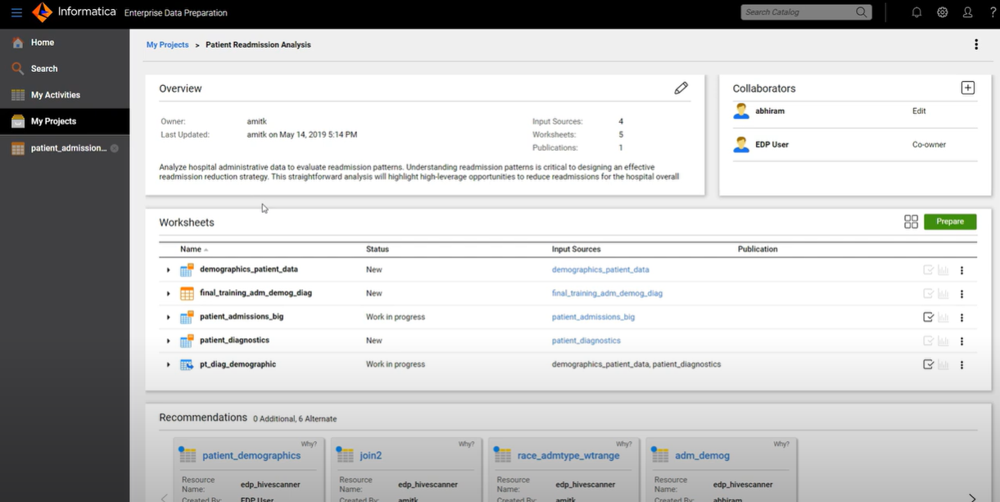 Informatica Enterprise Data Preparation
Search Catalog
?
Home
Search
My Activities
My Projects
patient_admission...
My Projects > Patient Readmission Analysis
Overview
Owner: amitk
Last Updated: amitk on May 14, 2019 5:14 PM
Input Sources: 4
Worksheets: 5
Publications: 1
Analyze hospital administrative data to evaluate readmission patterns. Understanding readmission patterns is critical to designing an effective
readmission reduction strategy. This straightforward analysis will highlight high-leverage opportunities to reduce readmissions for the hospital overall
Collaborators
abhiram Edit
EDP User Co-owner
Worksheets
Prepare
Name Status Input Sources Publication
demographics_patient_data New demographics_patient_data
final_training_adm_demog_diag New final_training_adm_demog_diag
patient_admissions_big Work in progress patient_admissions_big
patient_diagnostics New patient_diagnostics
pt_diag_demographic Work in progress demographics_patient_data, patient_diagnostics
Recommendations 0 Additional, 6 Alternate
Why?
patient_demographics
Resource
Name: edp_hivescanner
Created By: EDP User
Why?
join2
Resource
Name: edp_hivescanner
Created By: amitk
Why?
race_admtype_wtrange
Resource
Name: edp_hivescanner
Created By: amitk
Why?
adm_demog
Resource
Name: edp_hivescanner
Created By: abhiram